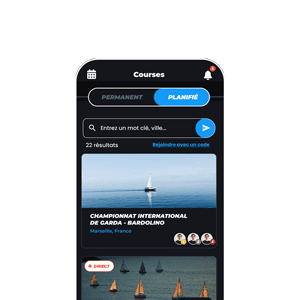 Courses
PERMANENT
PLANIFIÉ
Entrez un mot clé, ville...
22 résultats
Rejoindre avec un code
CHAMPIONNAT INTERNATIONAL
DE GARDA - BARDOLINO
Marseille, France
DIRECT